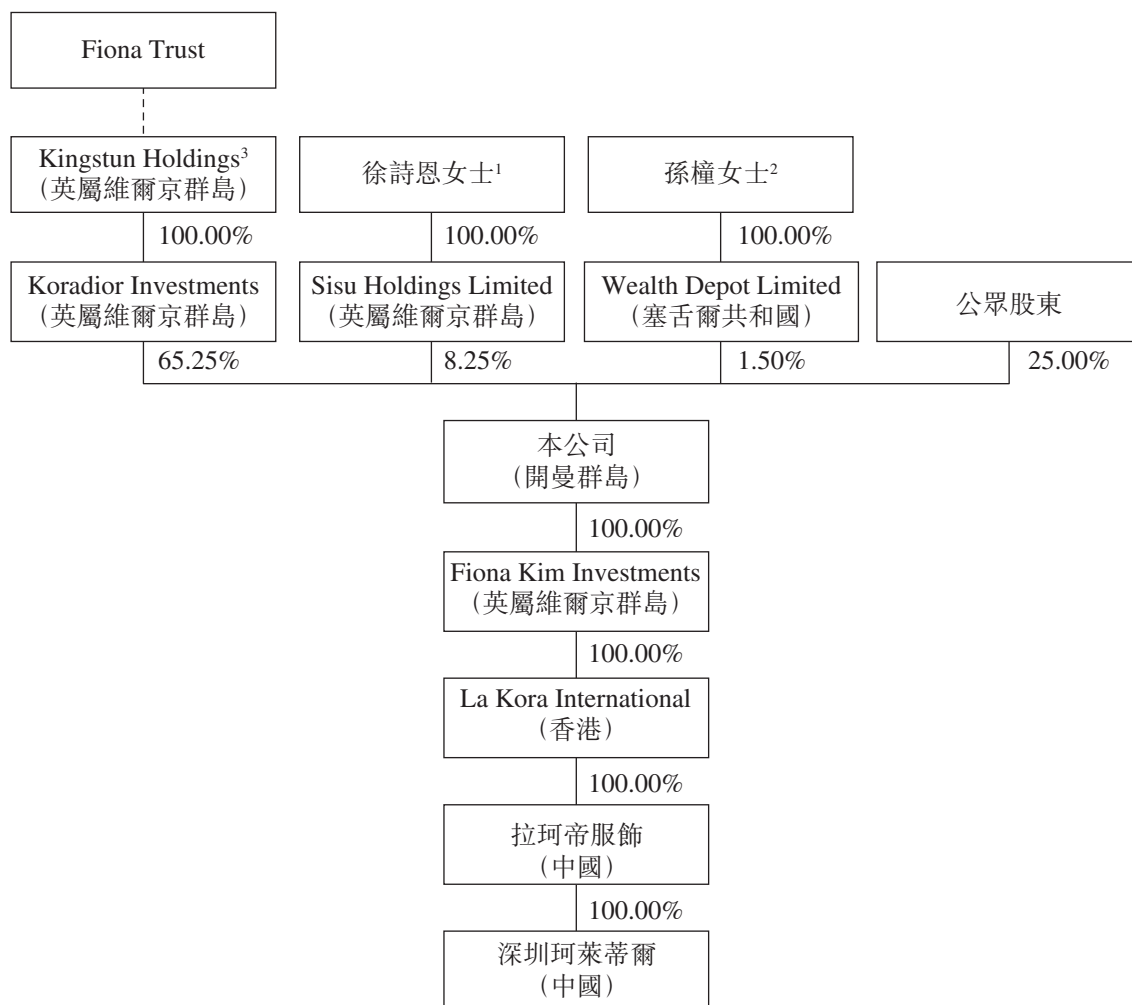 Fiona Trust
Kingstun Holdings³
(英屬維爾京群島)
徐詩恩女士¹
孫橦女士²
100.00%
100.00%
100.00%
Koradior Investments
(英屬維爾京群島)
Sisu Holdings Limited
(英屬維爾京群島)
Wealth Depot Limited
(塞舌爾共和國)
公眾股東
65.25%
8.25%
1.50%
25.00%
本公司
(開曼群島)
100.00%
Fiona Kim Investments
(英屬維爾京群島)
100.00%
La Kora International
(香港)
100.00%
拉珂帝服飾
(中國)
100.00%
深圳珂萊蒂爾
(中國)